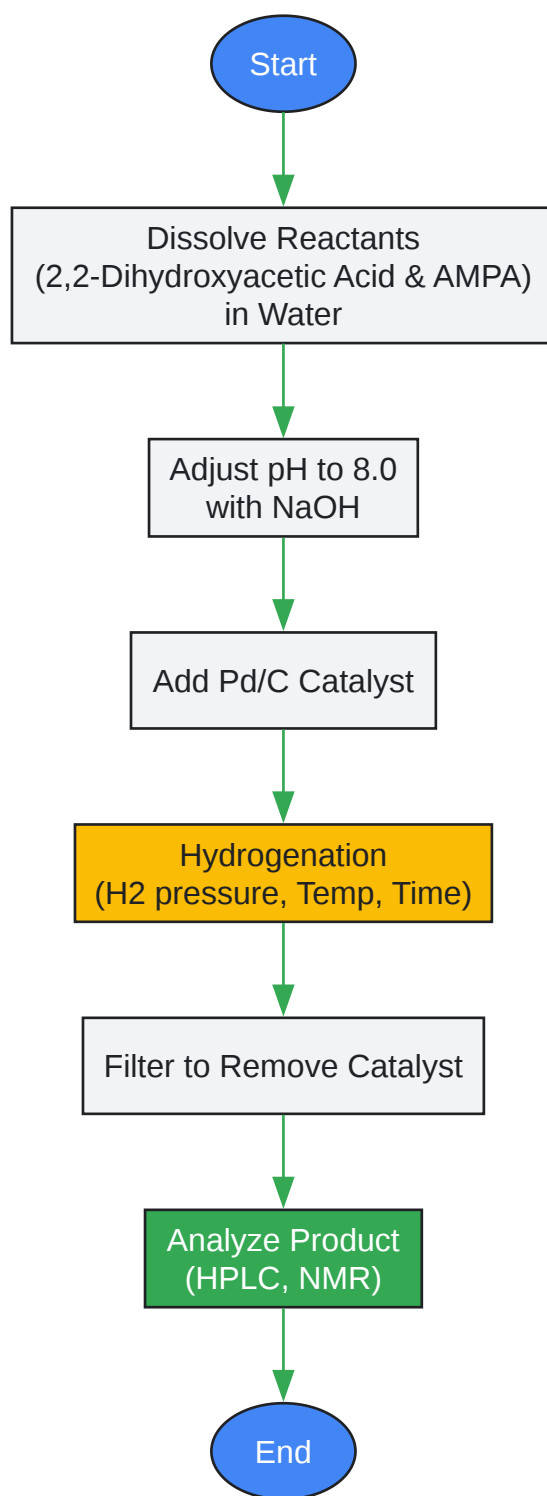 Start
Dissolve Reactants
(2,2-Dihydroxyacetic Acid & AMPA)
in Water
Adjust pH to 8.0
with NaOH
Add Pd/C Catalyst
Hydrogenation
(H2 pressure, Temp, Time)
Filter to Remove Catalyst
Analyze Product
(HPLC, NMR)
End